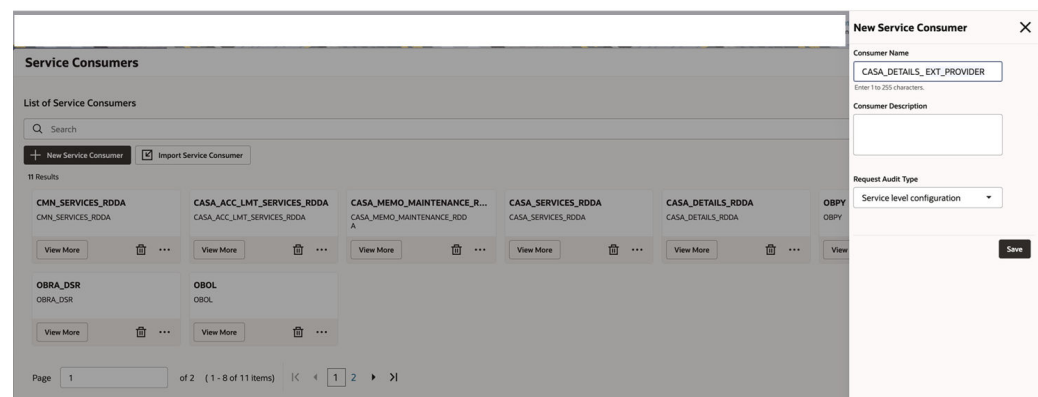 New Service Consumer
Consumer Name
CASA_DETAILS_ EXT_PROVIDER
Enter 1 to 255 characters.
Consumer Description
Request Audit Type
Service level configuration
Save
Service Consumers
List of Service Consumers
Search
New Service Consumer Import Service Consumer
11 Results
CMN_SERVICES_RDDA CASA_ACC_LMT_SERVICES_RDDA CASA_MEMO_MAINTENANCE_R... CASA_SERVICES_RDDA CASA_DETAILS_RDDA OBPY
CMN_SERVICES_RDDA CASA_ACC_LMT_SERVICES_RDDA CASA_MEMO_MAINTENANCE_RDD CASA_SERVICES_RDDA CASA_DETAILS_RDDA OBPY
A
View More View More View More View More View More View
OBRA_DSR OBOL
OBRA_DSR OBOL
View More View More
Page 1 of 2 ( 1 - 8 of 11 items) 1 2